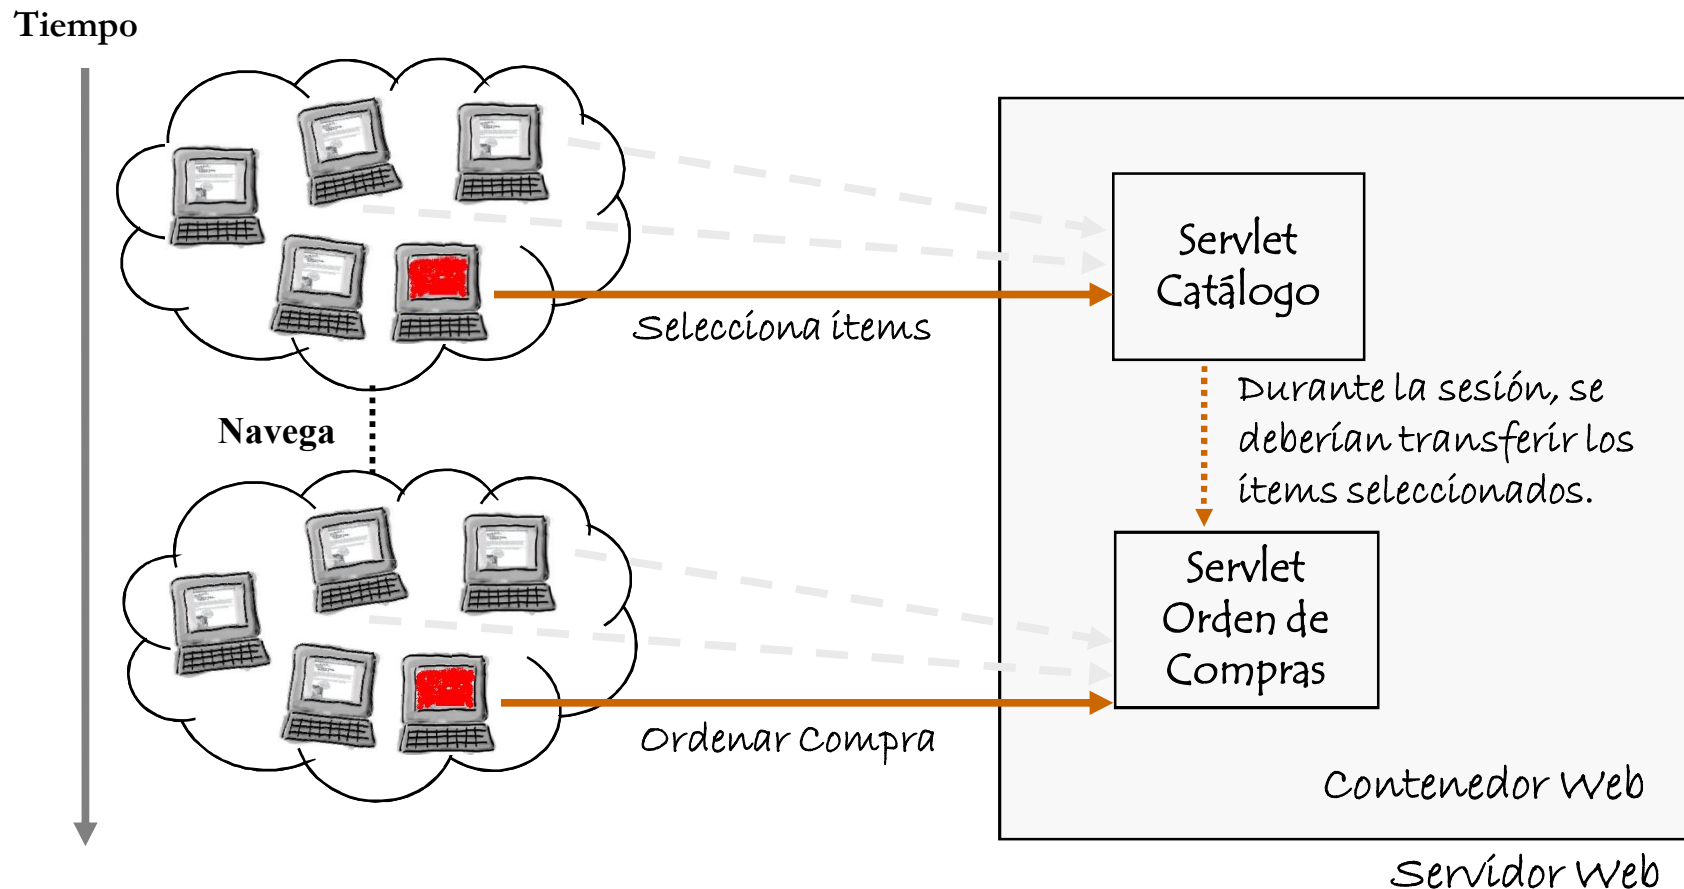 Tiempo
Servlet
Catálogo
Selecciona ítems
Durante la sesión, se
deberían transferir los
ítems seleccionados.
Navega
Servlet
Orden de
Compras
Ordenar Compra
Contenedor Web
Servidor Web